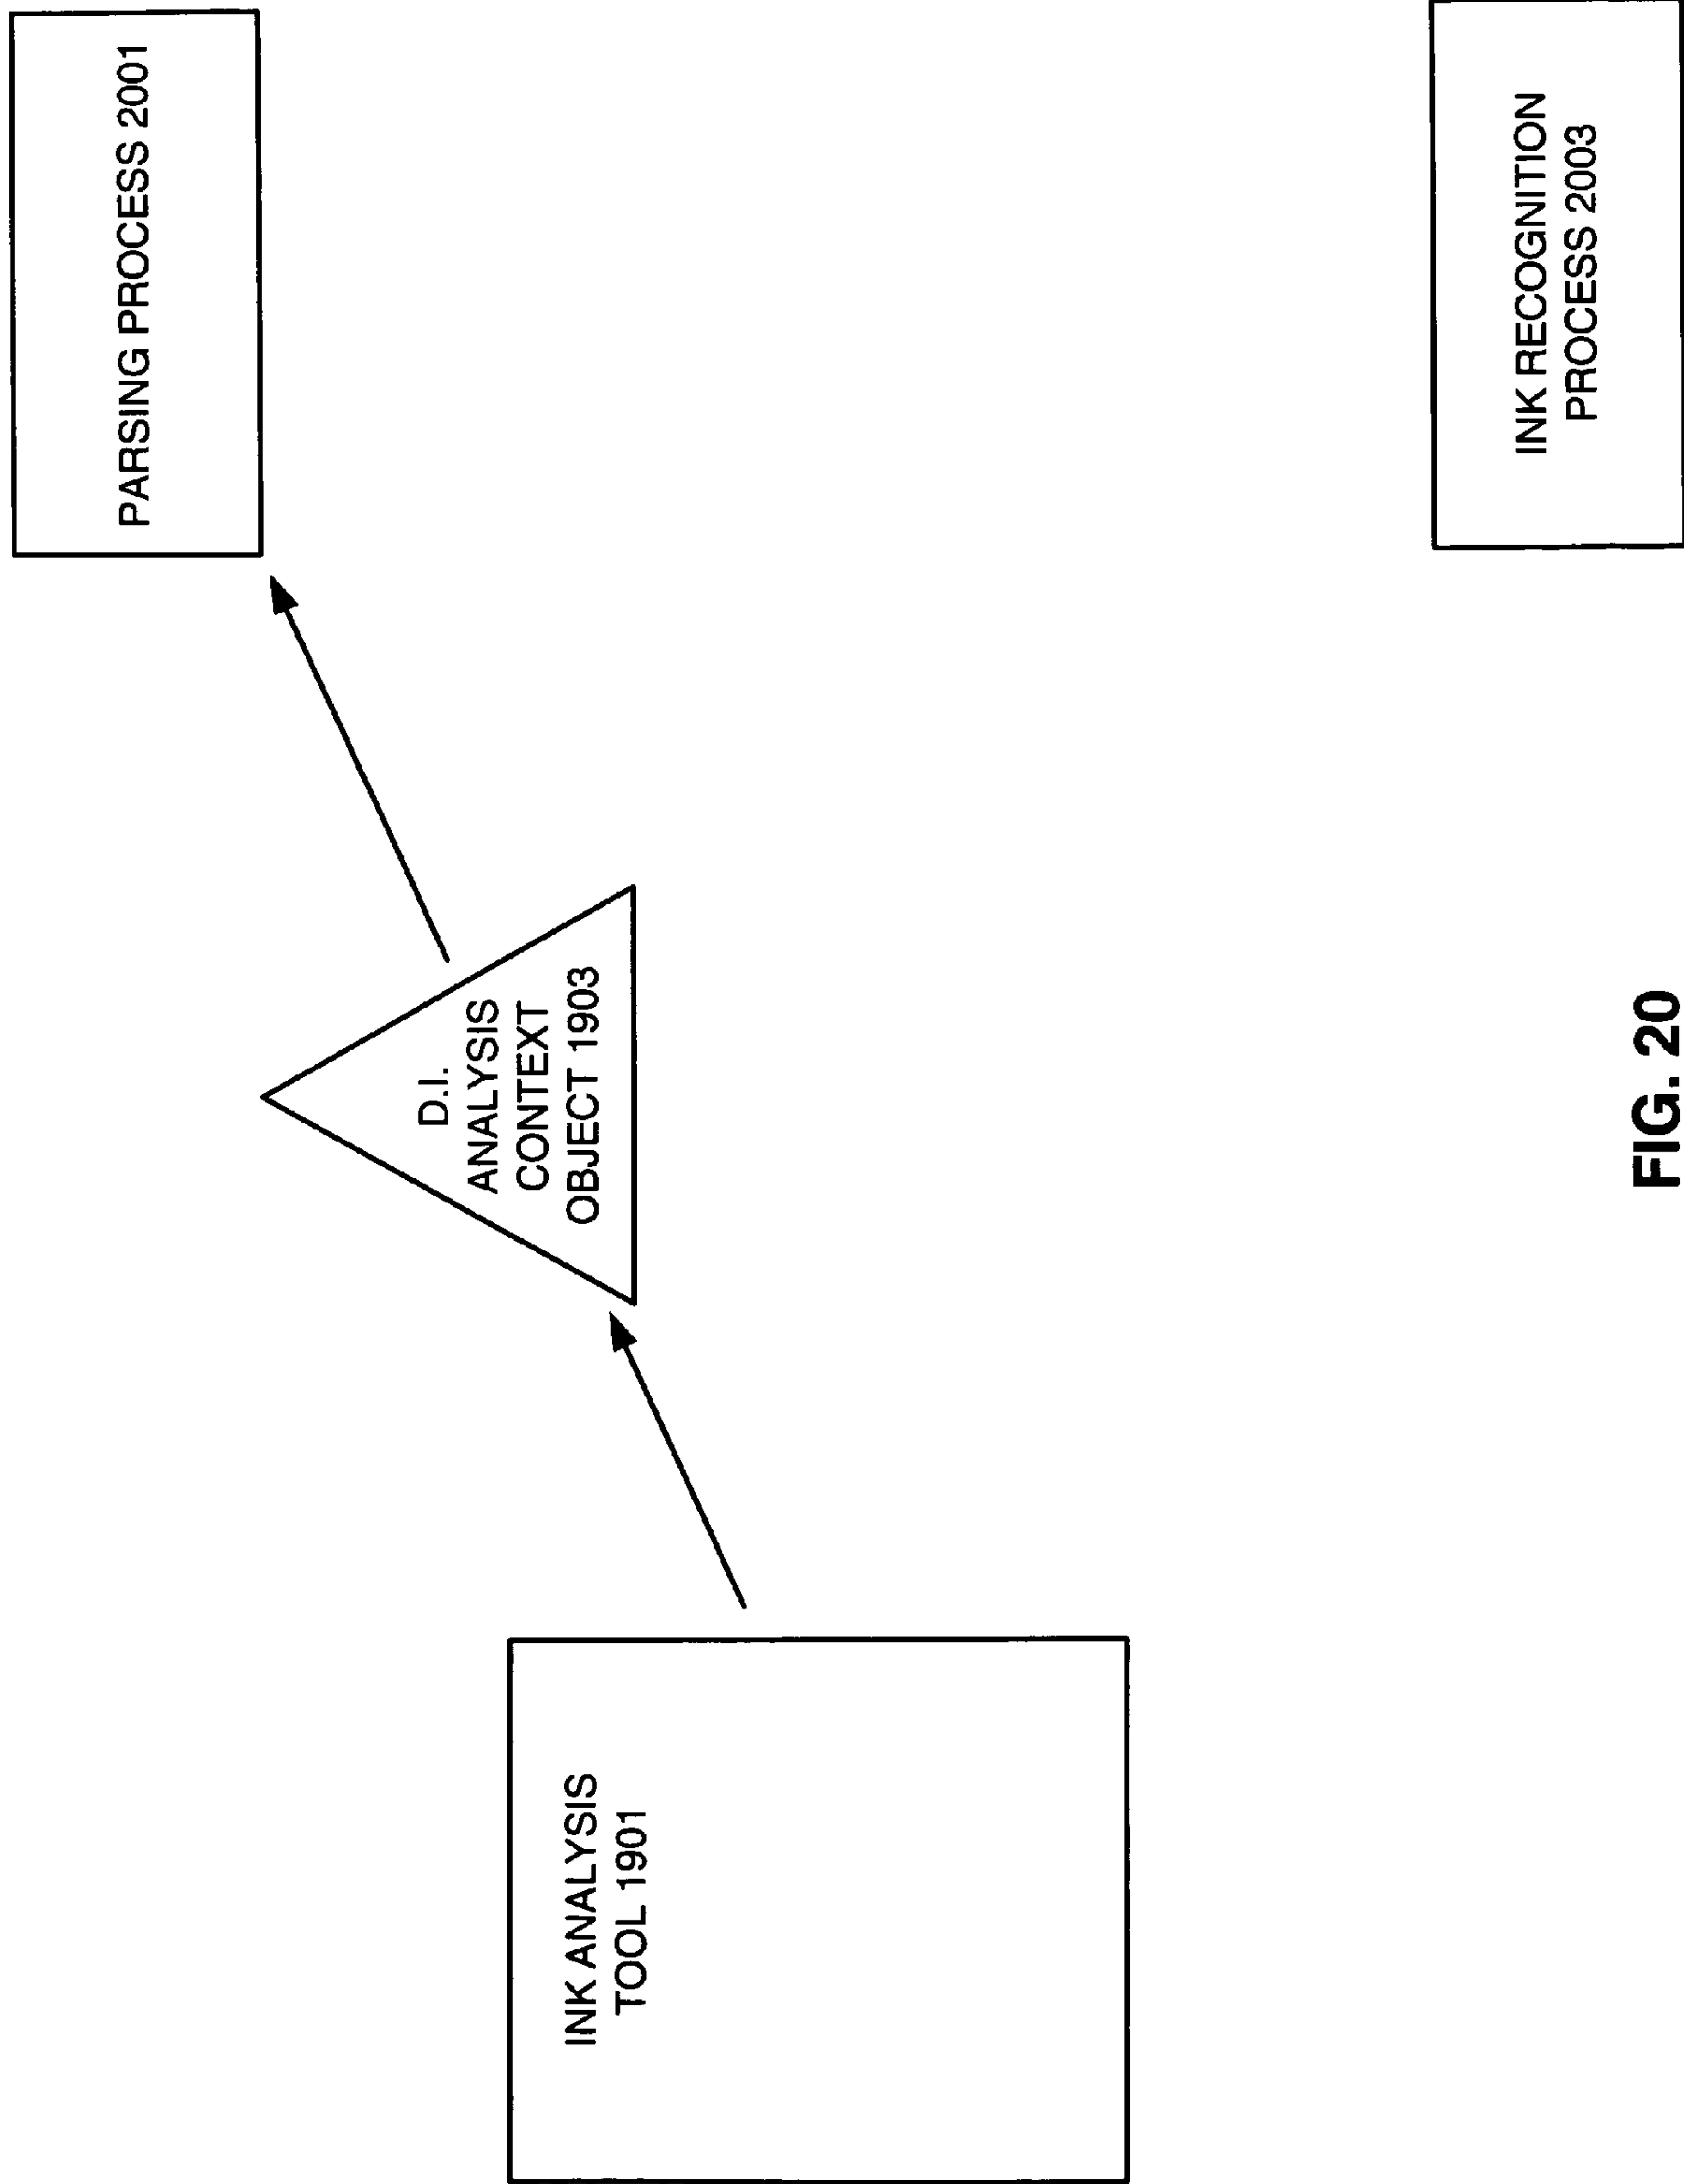 PARSING PROCESS 2001
D.I.
ANALYSIS
CONTEXT
OBJECT 1903
INK ANALYSIS
TOOL 1901
INK RECOGNITION
PROCESS 2003
FIG. 20